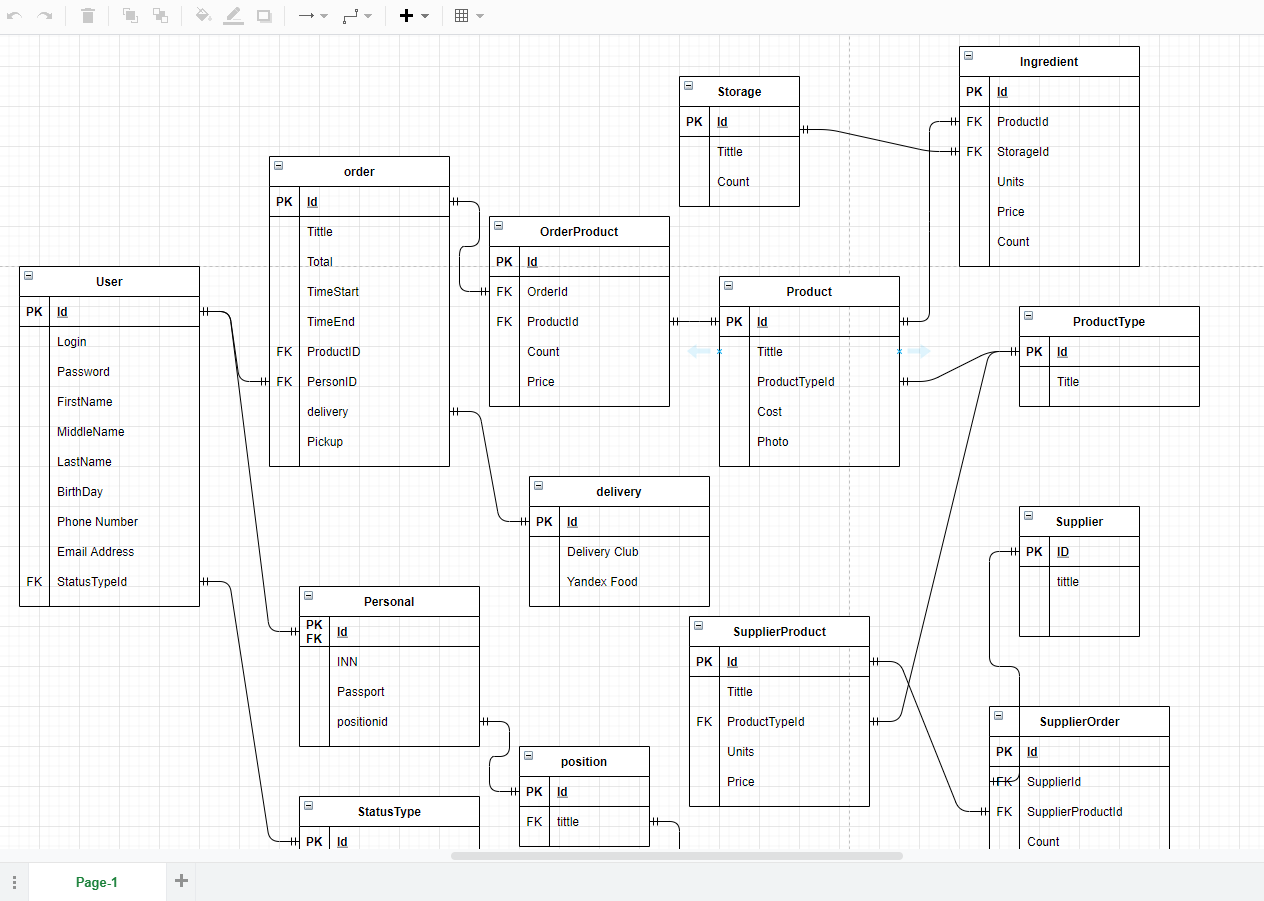 Ingredient
PK Id
FK ProductId
FK StorageId
Units
Price
Count
Storage
PK Id
Tittle
Count
order
PK Id
Tittle
Total
TimeStart
TimeEnd
FK ProductID
FK PersonID
delivery
Pickup
OrderProduct
PK Id
FK OrderId
FK ProductId
Count
Price
User
PK Id
Login
Password
FirstName
MiddleName
LastName
BirthDay
Phone Number
Email Address
FK StatusTypeId
Product
PK Id
Tittle
ProductTypeId
Cost
Photo
ProductType
PK Id
Title
delivery
PK Id
Delivery Club
Yandex Food
Supplier
PK ID
tittle
Personal
PK
FK Id
INN
Passport
positionid
SupplierProduct
PK Id
Tittle
FK ProductTypeId
Units
Price
SupplierOrder
PK Id
FK SupplierId
FK SupplierProductId
Count
position
PK Id
FK tittle
StatusType
PK Id
Page-1